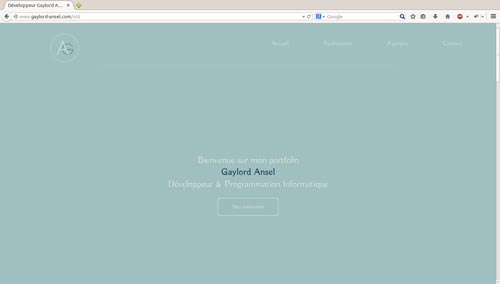 Développeur Gaylord A...
www.gaylord-ansel.com/old
Google
AG
Accueil Réalisations A propos Contact
Bienvenue sur mon portfolio
Gaylord Ansel
Développeur & Programmation Informatique
Mes réalisations